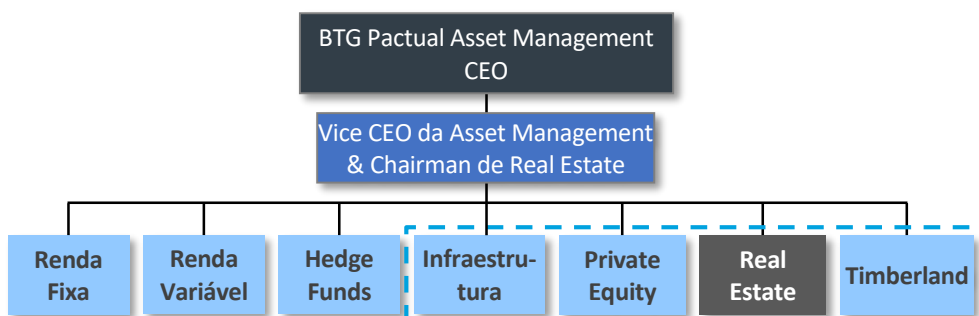 BTG Pactual Asset Management
CEO
Vice CEO da Asset Management
& Chairman de Real Estate
Renda
Fixa
Renda
Variável
Hedge
Funds
Infraestru-
tura
Private
Equity
Real
Estate
Timberland